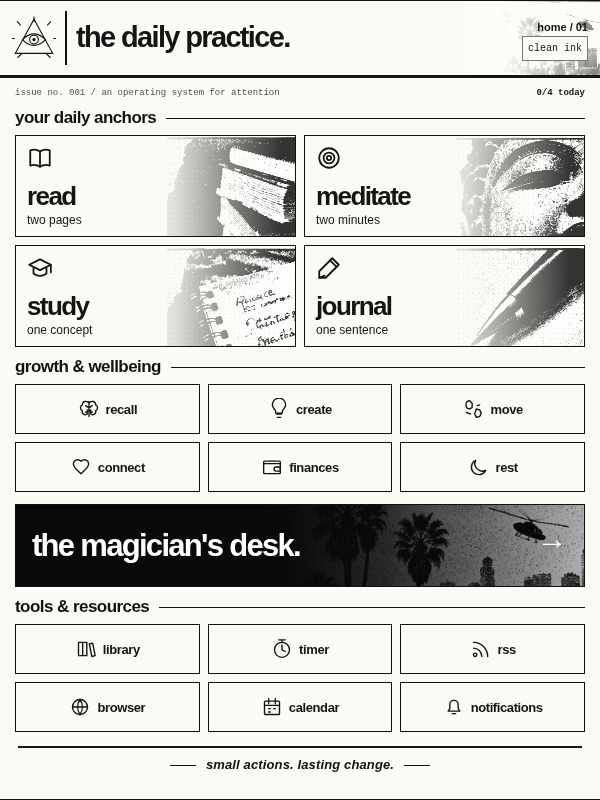 the daily practice.
home / 01
clean ink
issue no. 001 / an operating system for attention
0/4 today
your daily anchors
read
two pages
meditate
two minutes
study
one concept
journal
one sentence
growth & wellbeing
recall
create
move
connect
finances
rest
the magician's desk. →
tools & resources
library
timer
rss
browser
calendar
notifications
small actions. lasting change.